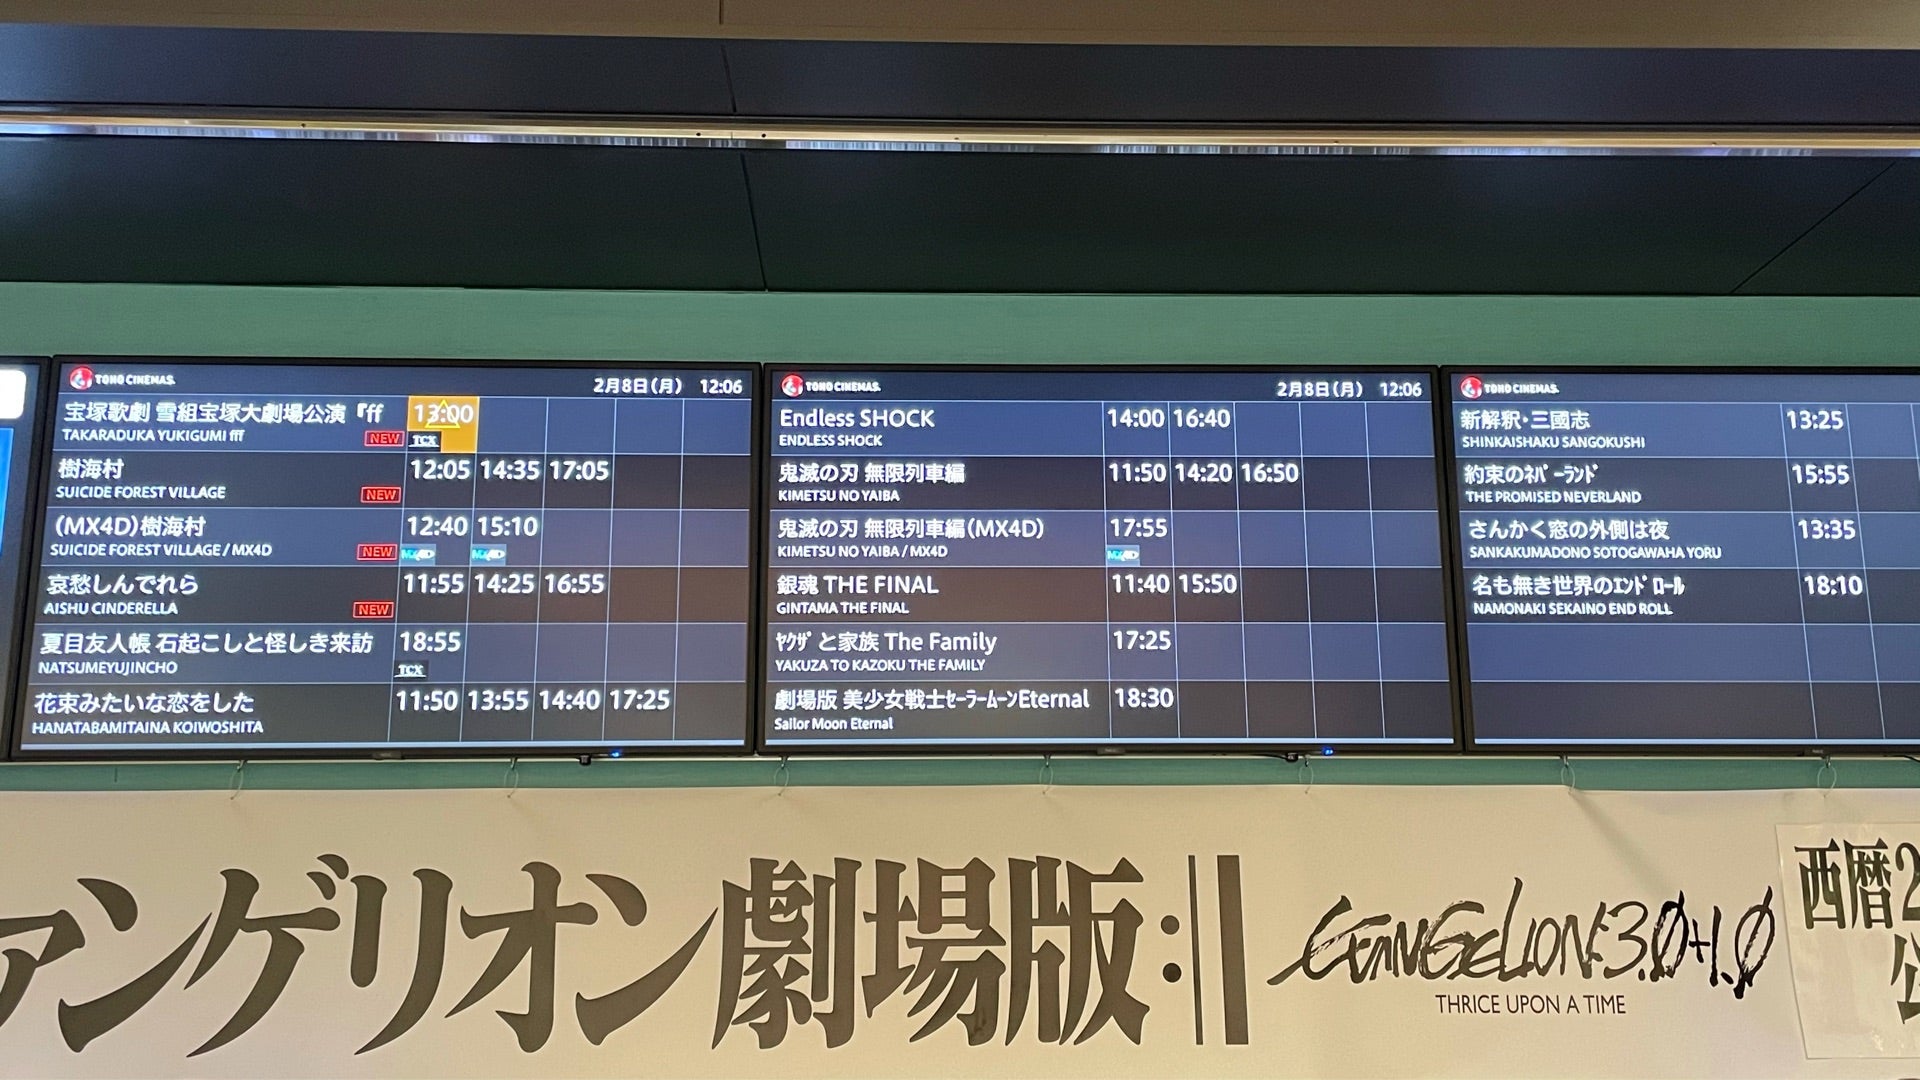 TOHO CINEMAS. 2月8日(月) 12:06
宝塚歌劇 雪組宝塚大劇場公演『ff 13:00
TAKARADUKA YUKIGUMI fff NEW TCX
樹海村 12:05 14:35 17:05
SUICIDE FOREST VILLAGE NEW
(MX4D)樹海村 12:40 15:10
SUICIDE FOREST VILLAGE / MX4D NEW MX4D MX4D
哀愁しんでれら 11:55 14:25 16:55
AISHU CINDERELLA NEW
夏目友人帳 石起こしと怪しき来訪 18:55
NATSUMEYUJINCHO TCX
花束みたいな恋をした 11:50 13:55 14:40 17:25
HANATABAMITAINA KOIWOSHITA
TOHO CINEMAS. 2月8日(月) 12:06
Endless SHOCK 14:00 16:40
ENDLESS SHOCK
鬼滅の刃 無限列車編 11:50 14:20 16:50
KIMETSU NO YAIBA
鬼滅の刃 無限列車編(MX4D) 17:55
KIMETSU NO YAIBA / MX4D MX4D
銀魂 THE FINAL 11:40 15:50
GINTAMA THE FINAL
ﾔｸｻﾞと家族 The Family 17:25
YAKUZA TO KAZOKU THE FAMILY
劇場版 美少女戦士ｾｰﾗｰﾑｰﾝEternal 18:30
Sailor Moon Eternal
TOHO CINEMAS.
新解釈･三國志 13:25
SHINKAISHAKU SANGOKUSHI
約束のﾈﾊﾞｰﾗﾝﾄﾞ 15:55
THE PROMISED NEVERLAND
さんかく窓の外側は夜 13:35
SANKAKUMADONO SOTOGAWAHA YORU
名も無き世界のｴﾝﾄﾞﾛｰﾙ 18:10
NAMONAKI SEKAINO END ROLL
ァンゲリオン劇場版:||
EVANGELION:3.0+1.0
THRICE UPON A TIME
西暦2
公